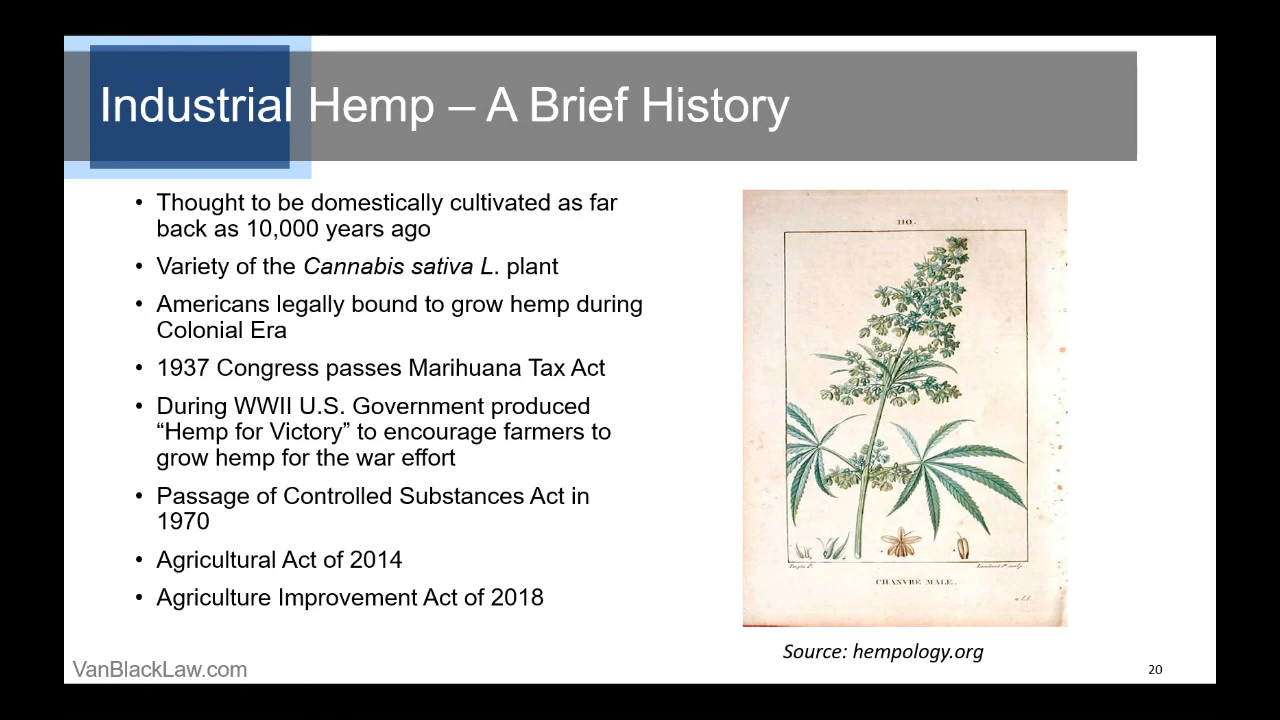 Industrial Hemp – A Brief History
• Thought to be domestically cultivated as far
back as 10,000 years ago
• Variety of the Cannabis sativa L. plant
• Americans legally bound to grow hemp during
Colonial Era
• 1937 Congress passes Marihuana Tax Act
• During WWII U.S. Government produced
“Hemp for Victory” to encourage farmers to
grow hemp for the war effort
• Passage of Controlled Substances Act in
1970
• Agricultural Act of 2014
• Agriculture Improvement Act of 2018
110.
CHANVRE MALE.
Source: hempology.org
VanBlackLaw.com
20